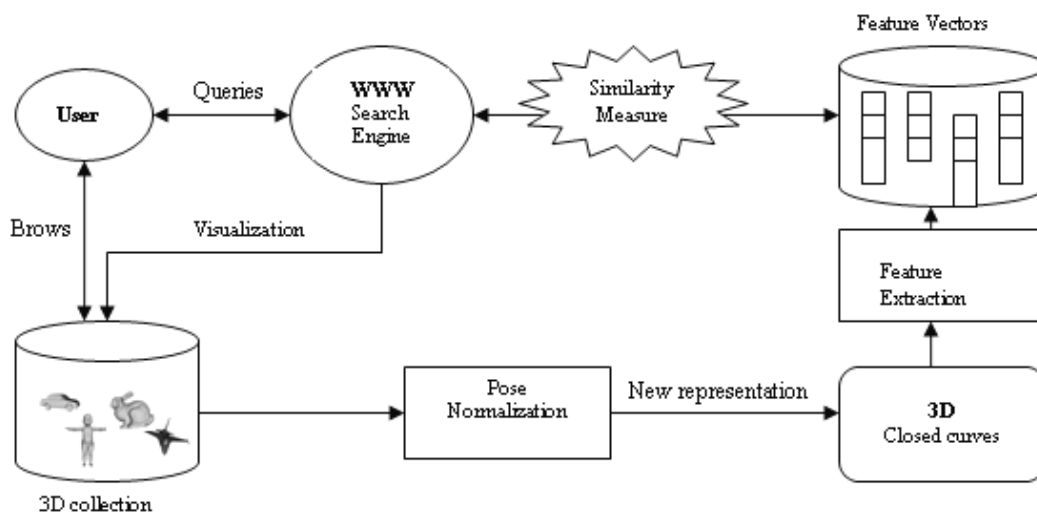 Feature Vectors
User
Queries
WWW
Search
Engine
Similarity
Measure
Brows
Visualization
Feature
Extraction
Pose
Normalization
New representation
3D
Closed curves
3D collection